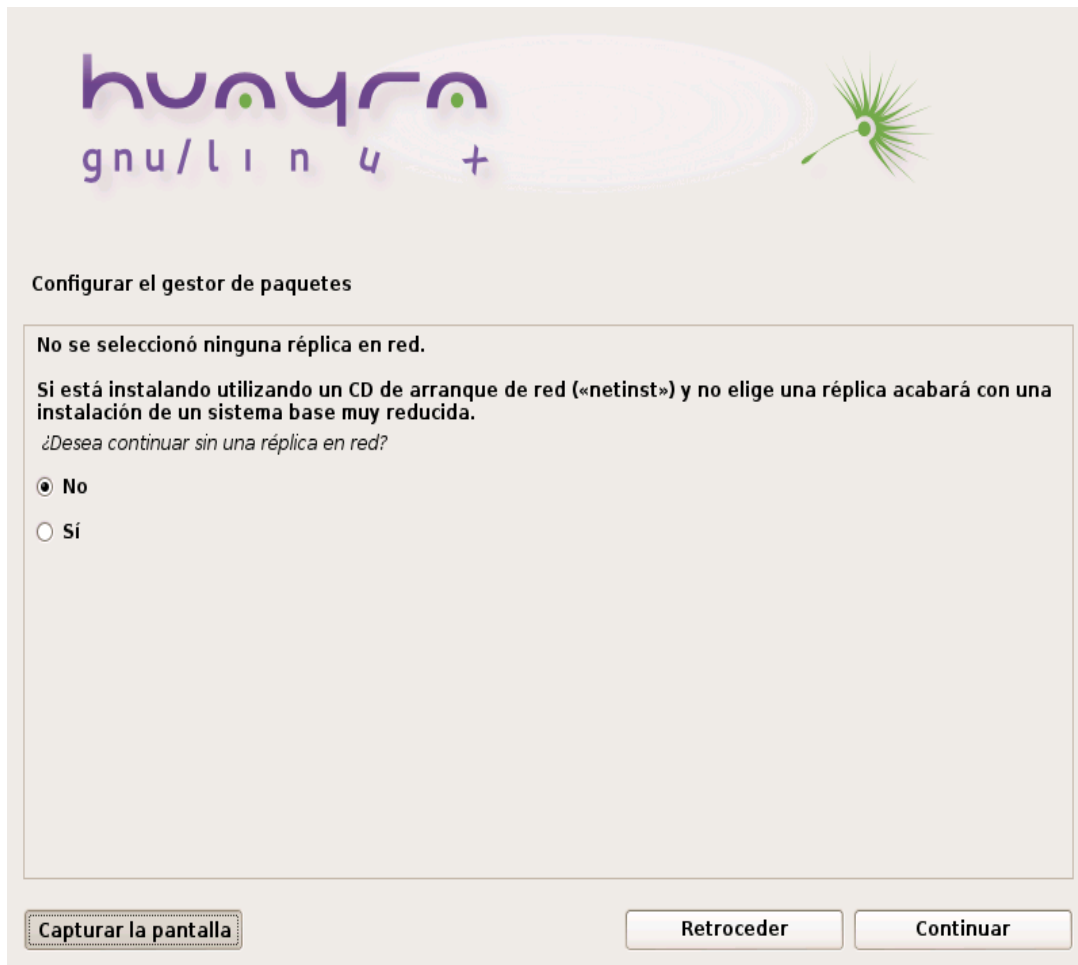 huayra
gnu/linux
Configurar el gestor de paquetes
No se seleccionó ninguna réplica en red.
Si está instalando utilizando un CD de arranque de red («netinst») y no elige una réplica acabará con una
instalación de un sistema base muy reducida.
¿Desea continuar sin una réplica en red?
No
Sí
Capturar la pantalla
Retroceder
Continuar